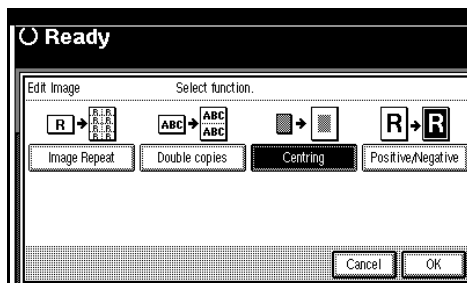 Ready
Edit Image Select function.
R R R R R R R ABC ABC ABC R R
Image Repeat Double copies Centring Positive/Negative
Cancel OK